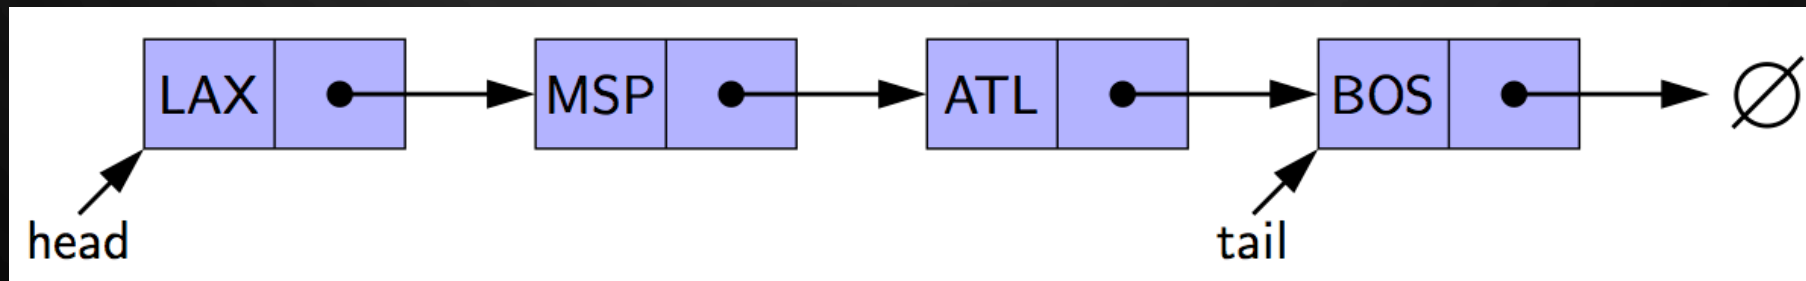 LAX MSP ATL BOS ∅
head tail